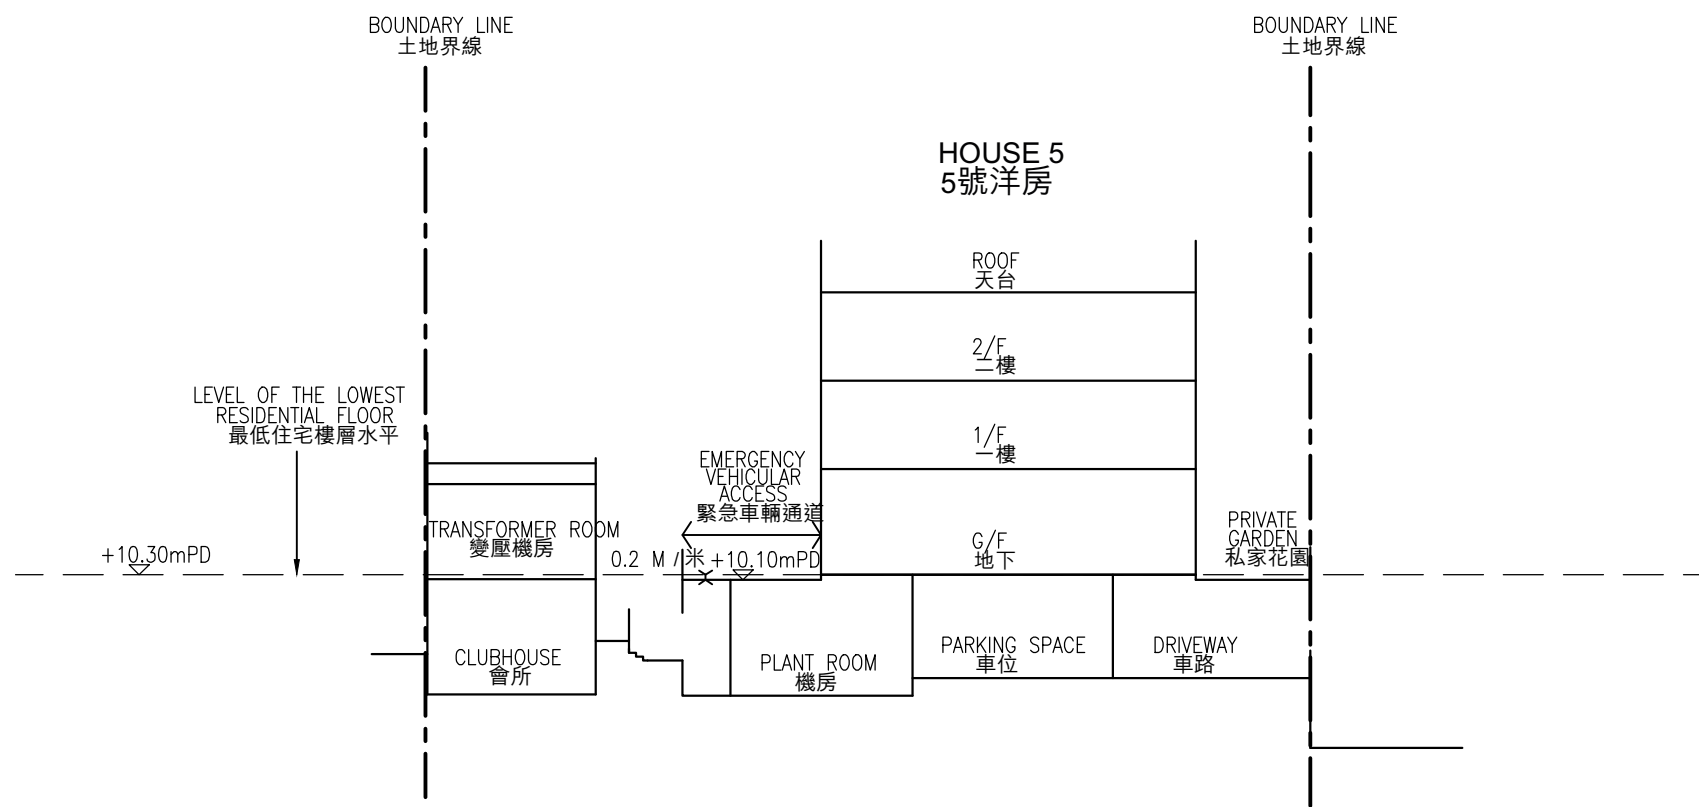 BOUNDARY LINE
土地界線
BOUNDARY LINE
土地界線
HOUSE 5
5號洋房
ROOF
天台
2/F
二樓
LEVEL OF THE LOWEST
RESIDENTIAL FLOOR
最低住宅樓層水平
1/F
一樓
EMERGENCY
VEHICULAR
ACCESS
緊急車輛通道
TRANSFORMER ROOM
變壓機房
G/F
地下
PRIVATE
GARDEN
私家花園
+10.30mPD
0.2 M / 米
+10.10mPD
CLUBHOUSE
會所
PLANT ROOM
機房
PARKING SPACE
車位
DRIVEWAY
車路